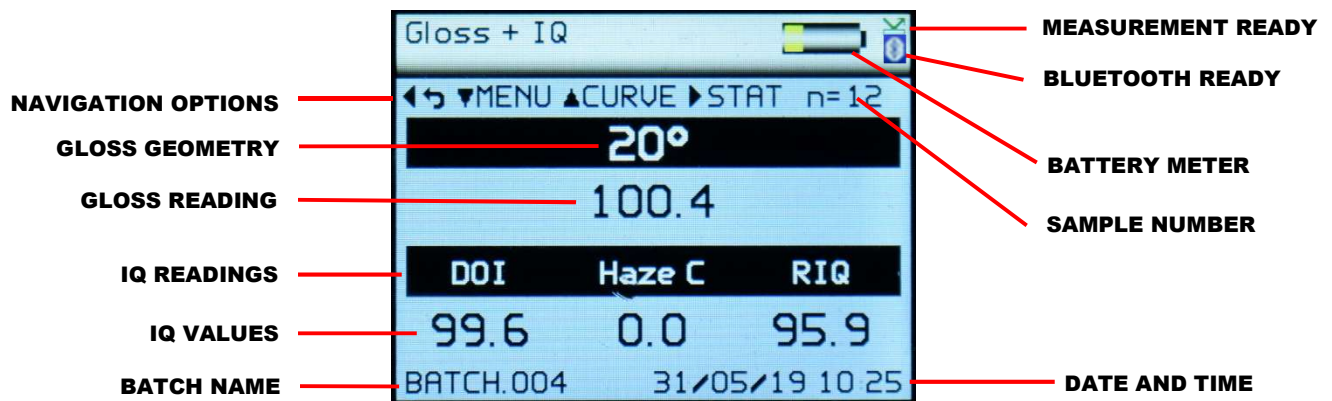 Gloss + IQ
MEASUREMENT READY
BLUETOOTH READY
NAVIGATION OPTIONS
MENU CURVE STAT n=12
GLOSS GEOMETRY
20°
BATTERY METER
GLOSS READING
100.4
SAMPLE NUMBER
IQ READINGS
DOI Haze C RIQ
IQ VALUES
99.6 0.0 95.9
BATCH NAME
BATCH.004 31/05/19 10:25
DATE AND TIME